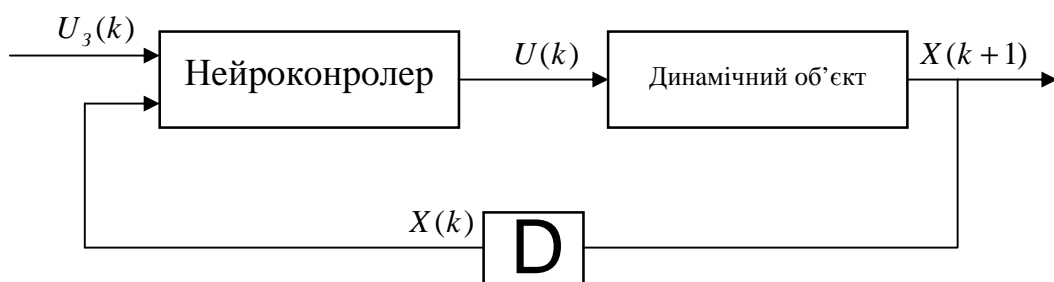 U_З(k)
Нейроконролер
U(k)
Динамічний об’єкт
X(k+1)
X(k)
D